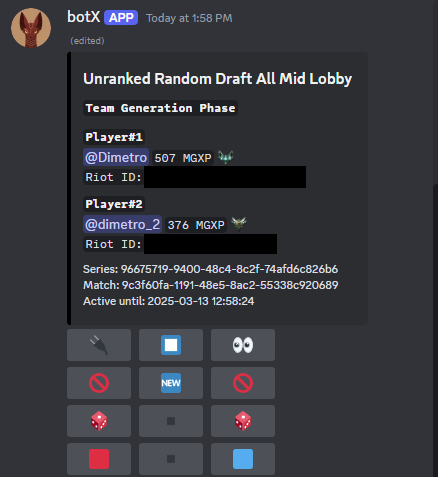 botX APP Today at 1:58 PM
(edited)
Unranked Random Draft All Mid Lobby
Team Generation Phase
Player#1
@Dimetro 507 MGXP
Riot ID:
Player#2
@dimetro_2 376 MGXP
Riot ID:
Series: 96675719-9400-48c4-8c2f-74afd6c826b6
Match: 9c3f60fa-1191-48e5-8ac2-55338c920689
Active until: 2025-03-13 12:58:24
NEW